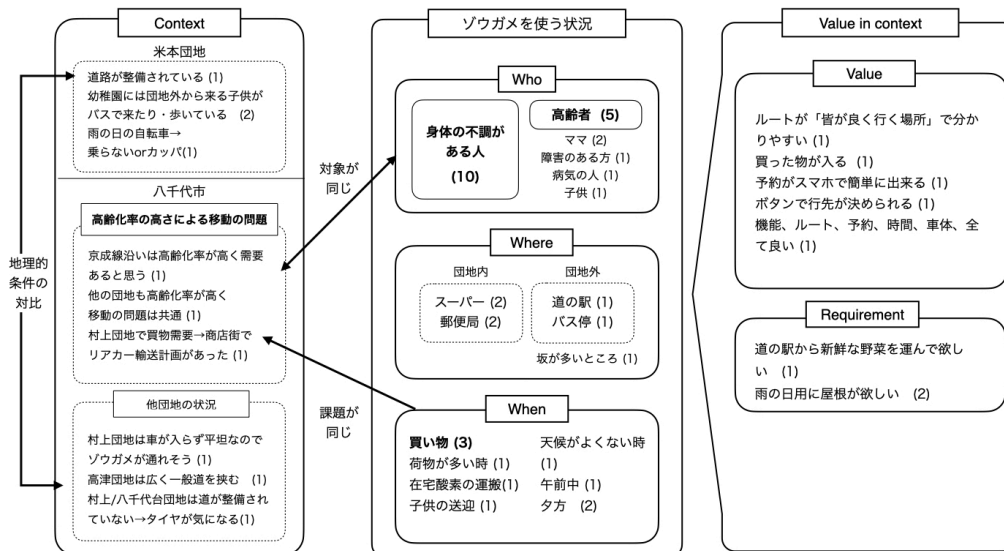 Context
米本団地
道路が整備されている (1)
幼稚園には団地外から来る子供が
バスで来たり・歩いている (2)
雨の日の自転車→
乗らないorカッパ(1)
八千代市
高齢化率の高さによる移動の問題
京成線沿いは高齢化率が高く需要
あると思う (1)
他の団地も高齢化率が高く
移動の問題は共通 (1)
村上団地で買物需要→商店街で
リアカー輸送計画があった (1)
他団地の状況
村上団地は車が入らず平坦なので
ゾウガメが通れそう (1)
高津団地は広く一般道を挟む (1)
村上/八千代台団地は道が整備され
ていない→タイヤが気になる(1)
地理的
条件の
対比
対象が
同じ
課題が
同じ
ゾウガメを使う状況
Who
身体の不調が
ある人
(10)
高齢者 (5)
ママ (2)
障害のある方 (1)
病気の人 (1)
子供 (1)
Where
団地内
スーパー (2)
郵便局 (2)
団地外
道の駅 (1)
バス停 (1)
坂が多いところ (1)
When
買い物 (3)
荷物が多い時 (1)
在宅酸素の運搬(1)
子供の送迎 (1)
天候がよくない時
(1)
午前中 (1)
夕方 (2)
Value in context
Value
ルートが「皆が良く行く場所」で分か
りやすい (1)
買った物が入る (1)
予約がスマホで簡単に出来る (1)
ボタンで行先が決められる (1)
機能、ルート、予約、時間、車体、全
て良い (1)
Requirement
道の駅から新鮮な野菜を運んで欲し
い (1)
雨の日用に屋根が欲しい (2)